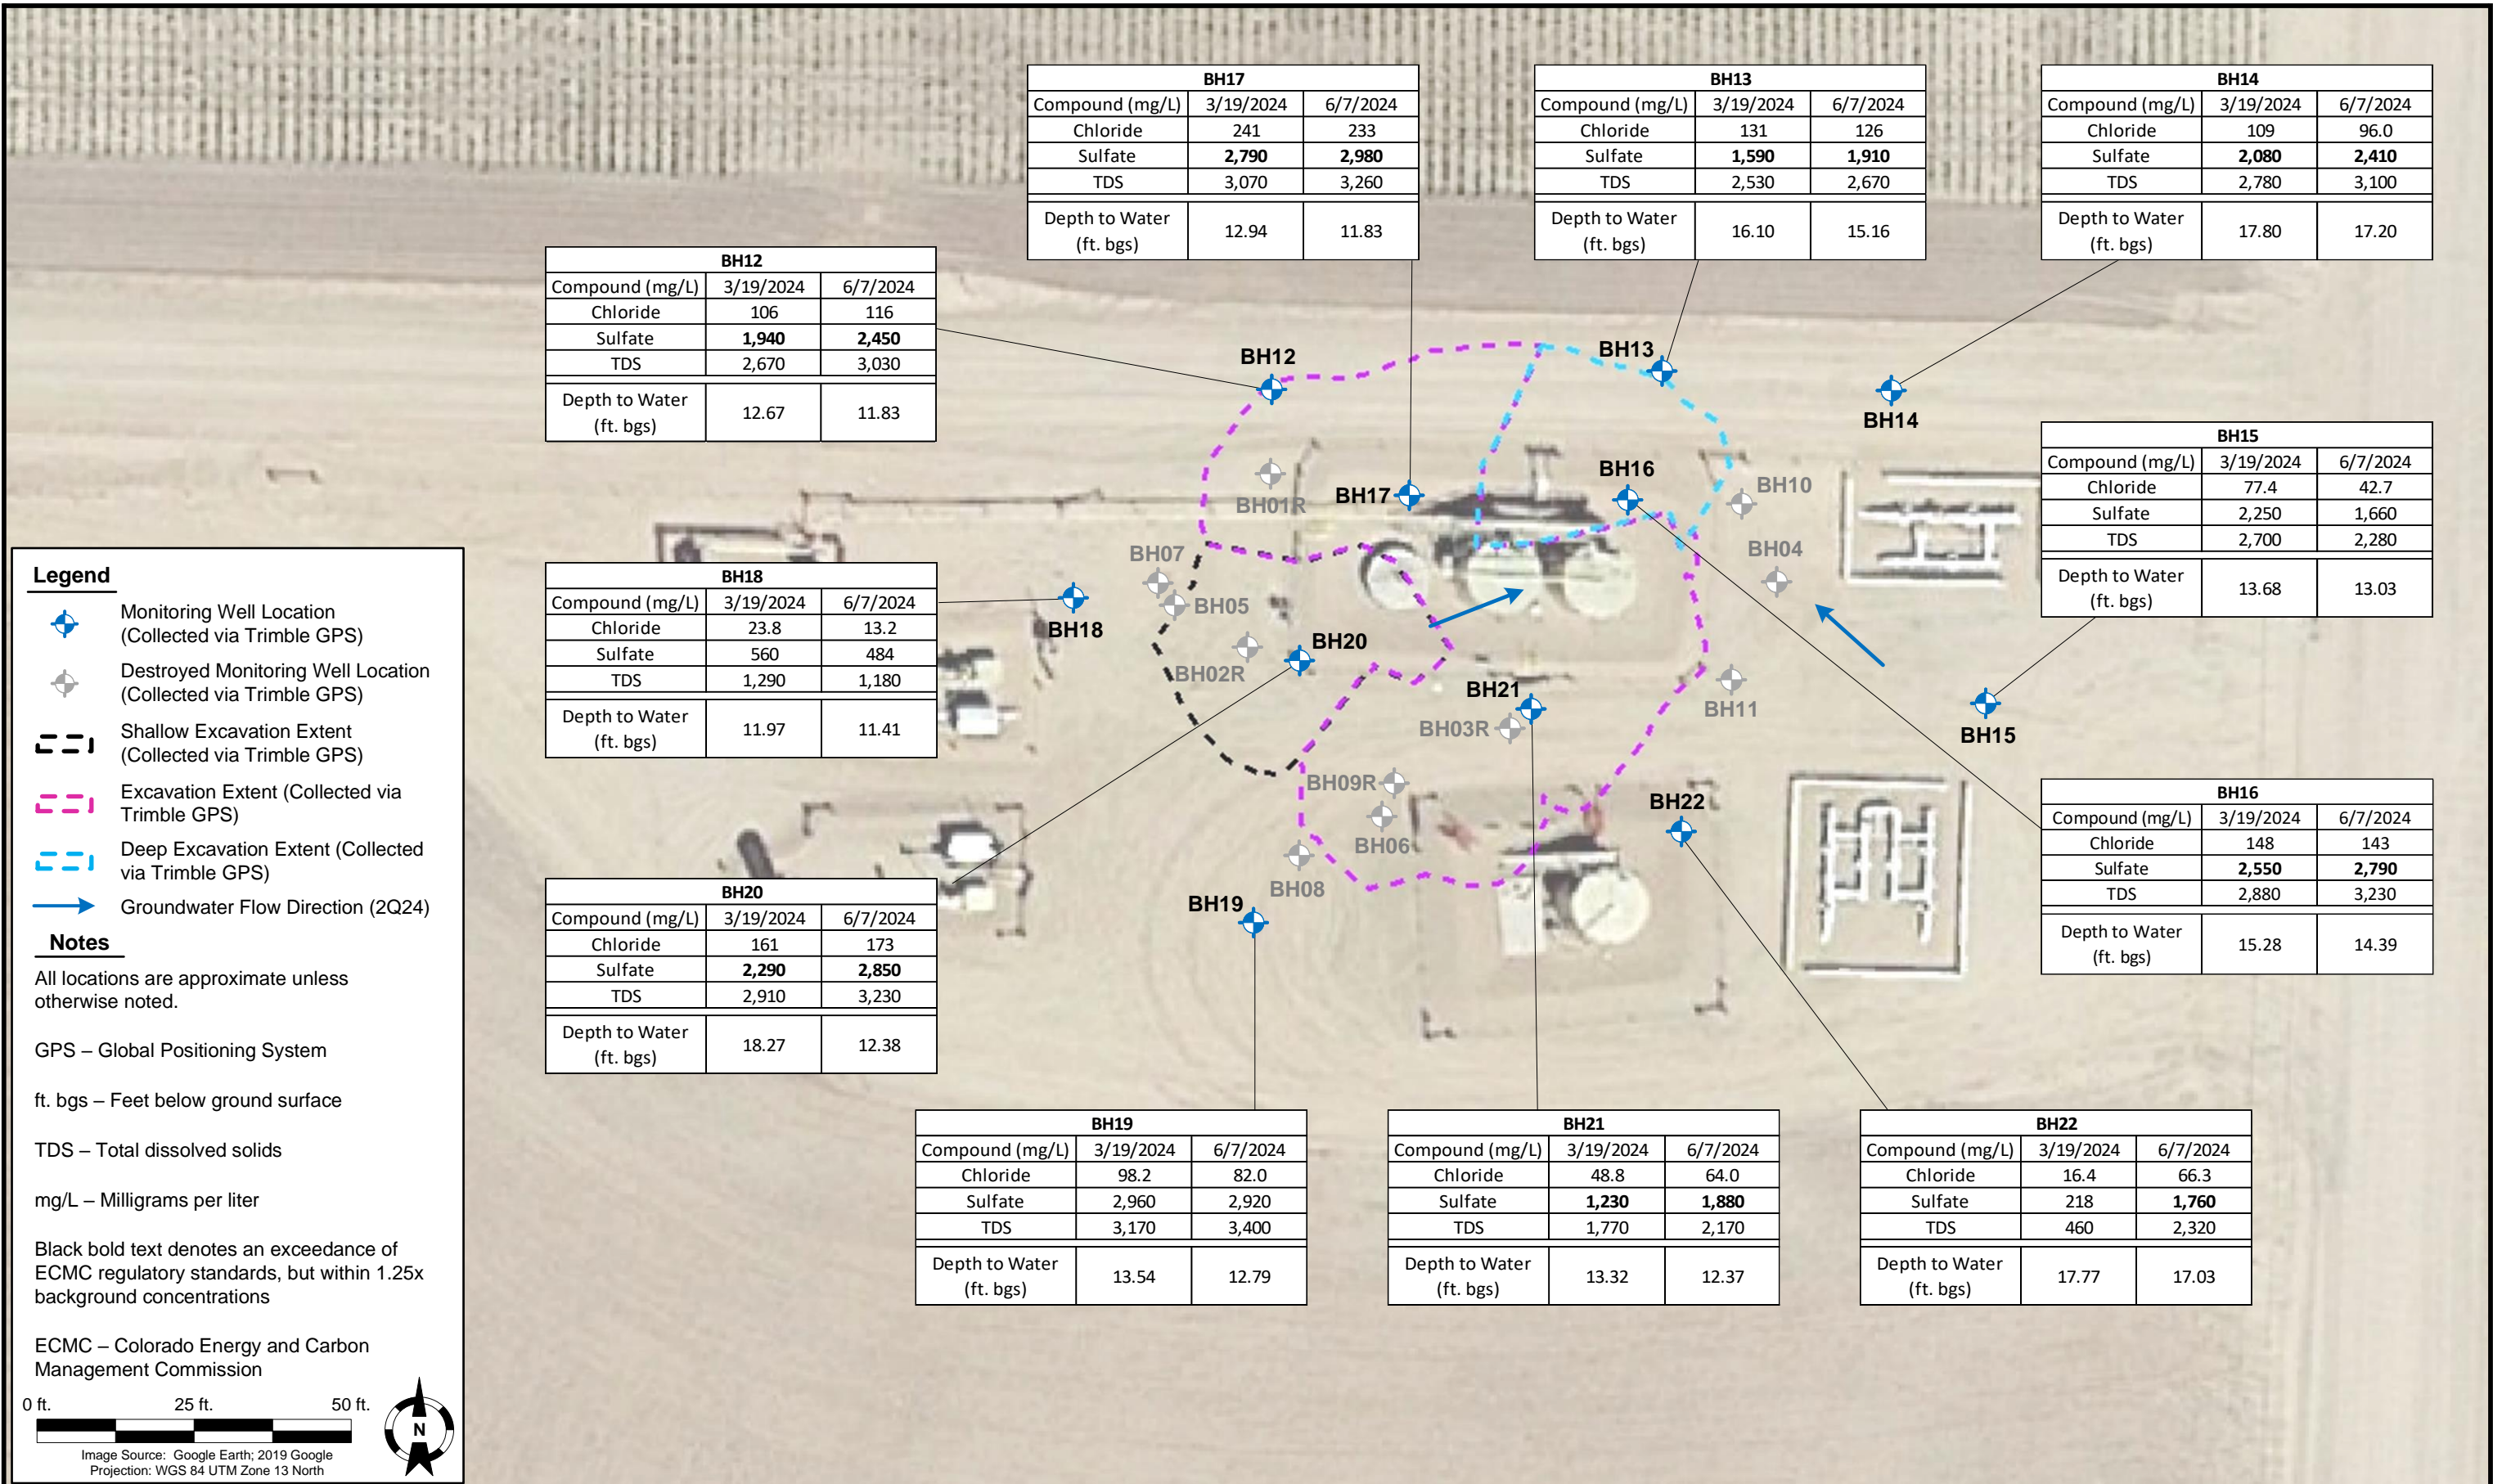 BH17
Compound (mg/L) 3/19/2024 6/7/2024
Chloride 241 233
Sulfate 2,790 2,980
TDS 3,070 3,260
Depth to Water
(ft. bgs) 12.94 11.83
BH13
Compound (mg/L) 3/19/2024 6/7/2024
Chloride 131 126
Sulfate 1,590 1,910
TDS 2,530 2,670
Depth to Water
(ft. bgs) 16.10 15.16
BH14
Compound (mg/L) 3/19/2024 6/7/2024
Chloride 109 96.0
Sulfate 2,080 2,410
TDS 2,780 3,100
Depth to Water
(ft. bgs) 17.80 17.20
BH12
Compound (mg/L) 3/19/2024 6/7/2024
Chloride 106 116
Sulfate 1,940 2,450
TDS 2,670 3,030
Depth to Water
(ft. bgs) 12.67 11.83
BH15
Compound (mg/L) 3/19/2024 6/7/2024
Chloride 77.4 42.7
Sulfate 2,250 1,660
TDS 2,700 2,280
Depth to Water
(ft. bgs) 13.68 13.03
BH18
Compound (mg/L) 3/19/2024 6/7/2024
Chloride 23.8 13.2
Sulfate 560 484
TDS 1,290 1,180
Depth to Water
(ft. bgs) 11.97 11.41
BH16
Compound (mg/L) 3/19/2024 6/7/2024
Chloride 148 143
Sulfate 2,550 2,790
TDS 2,880 3,230
Depth to Water
(ft. bgs) 15.28 14.39
BH20
Compound (mg/L) 3/19/2024 6/7/2024
Chloride 161 173
Sulfate 2,290 2,850
TDS 2,910 3,230
Depth to Water
(ft. bgs) 18.27 12.38
BH19
Compound (mg/L) 3/19/2024 6/7/2024
Chloride 98.2 82.0
Sulfate 2,960 2,920
TDS 3,170 3,400
Depth to Water
(ft. bgs) 13.54 12.79
BH21
Compound (mg/L) 3/19/2024 6/7/2024
Chloride 48.8 64.0
Sulfate 1,230 1,880
TDS 1,770 2,170
Depth to Water
(ft. bgs) 13.32 12.37
BH22
Compound (mg/L) 3/19/2024 6/7/2024
Chloride 16.4 66.3
Sulfate 218 1,760
TDS 460 2,320
Depth to Water
(ft. bgs) 17.77 17.03
BH12
BH13
BH14
BH16
BH17
BH10
BH01R
BH07
BH04
BH05
BH18
BH20
BH02R
BH21
BH11
BH03R
BH15
BH09R
BH22
BH06
BH08
BH19
Legend
Monitoring Well Location
(Collected via Trimble GPS)
Destroyed Monitoring Well Location
(Collected via Trimble GPS)
Shallow Excavation Extent
(Collected via Trimble GPS)
Excavation Extent (Collected via
Trimble GPS)
Deep Excavation Extent (Collected
via Trimble GPS)
Groundwater Flow Direction (2Q24)
Notes
All locations are approximate unless
otherwise noted.
GPS – Global Positioning System
ft. bgs – Feet below ground surface
TDS – Total dissolved solids
mg/L – Milligrams per liter
Black bold text denotes an exceedance of
ECMC regulatory standards, but within 1.25x
background concentrations
ECMC – Colorado Energy and Carbon
Management Commission
0 ft. 25 ft. 50 ft.
N
Image Source: Google Earth; 2019 Google
Projection: WGS 84 UTM Zone 13 North